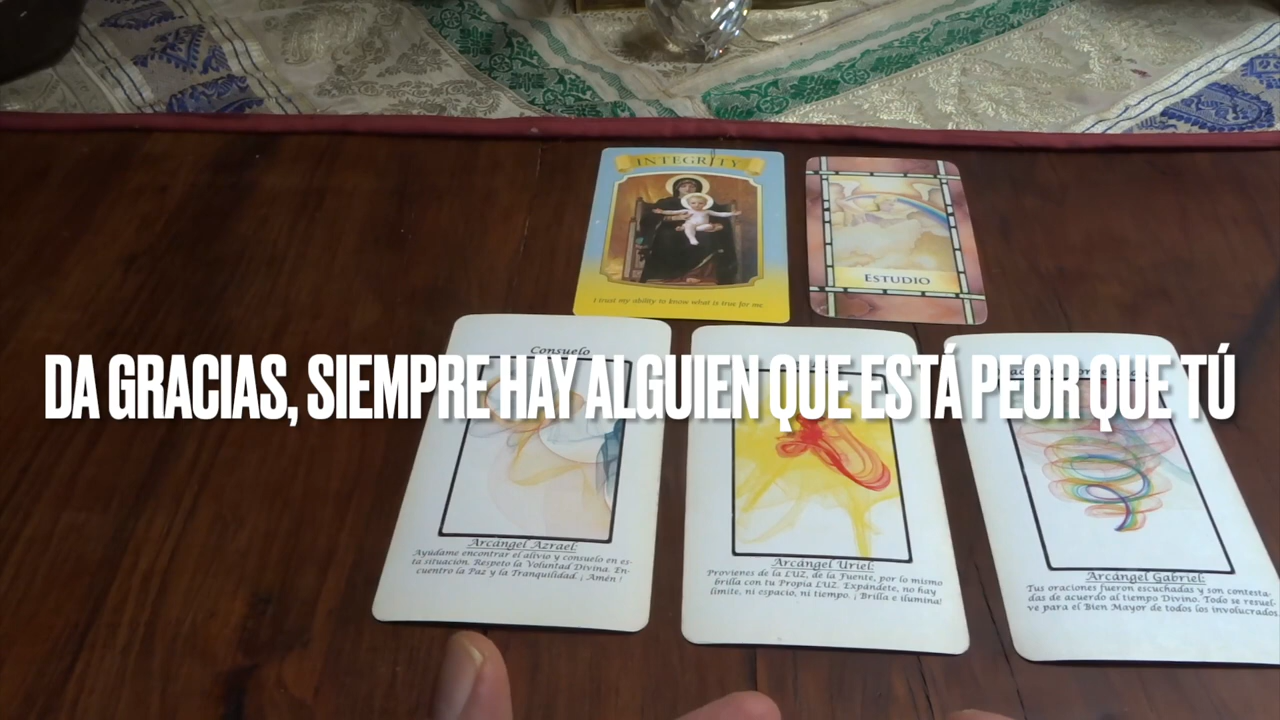 INTEGRITY
I trust my ability to know what is true for me
ESTUDIO
Consuelo
DA GRACIAS, SIEMPRE HAY ALGUIEN QUE ESTÁ PEOR QUE TÚ
Arcángel Azrael:
Ayúdame encontrar el alivio y consuelo en es-
ta situación. Respeto la Voluntad Divina. En-
cuentro la Paz y la Tranquilidad. ¡ Amén !
Arcángel Uriel:
Provienes de la LUZ, de la Fuente, por lo mismo
brilla con tu Propia LUZ. Expándete, no hay
límite, ni espacio, ni tiempo. ¡ Brilla e ilumina!
Arcángel Gabriel:
Tus oraciones fueron escuchadas y son contesta-
das de acuerdo al tiempo Divino. Todo se resuel-
ve para el Bien Mayor de todos los involucrados.